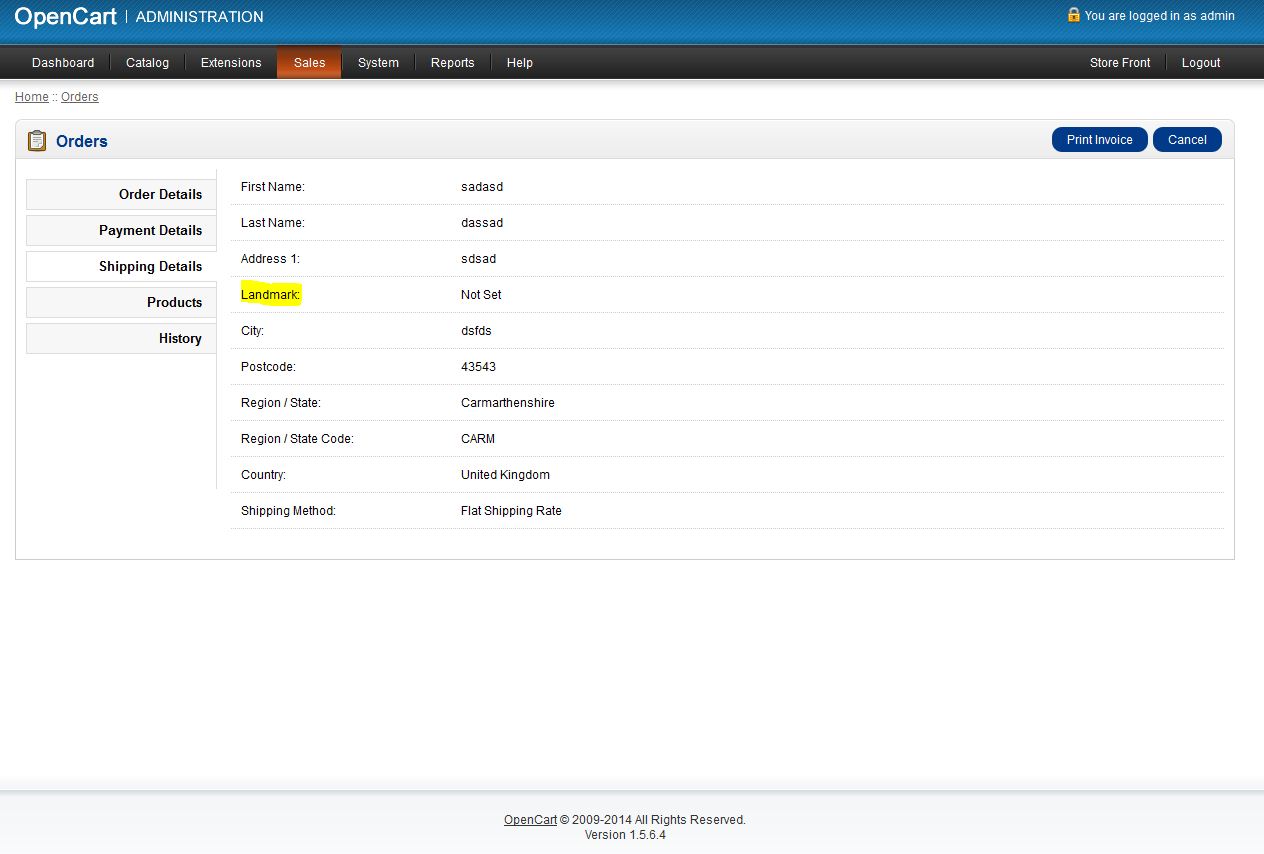 OpenCart | ADMINISTRATION You are logged in as admin
Dashboard Catalog Extensions Sales System Reports Help Store Front Logout
Home :: Orders
Orders Print Invoice Cancel
Order Details
Payment Details
Shipping Details
Products
History
First Name: sadasd
Last Name: dassad
Address 1: sdsad
Landmark: Not Set
City: dsfds
Postcode: 43543
Region / State: Carmarthenshire
Region / State Code: CARM
Country: United Kingdom
Shipping Method: Flat Shipping Rate
OpenCart © 2009-2014 All Rights Reserved.
Version 1.5.6.4